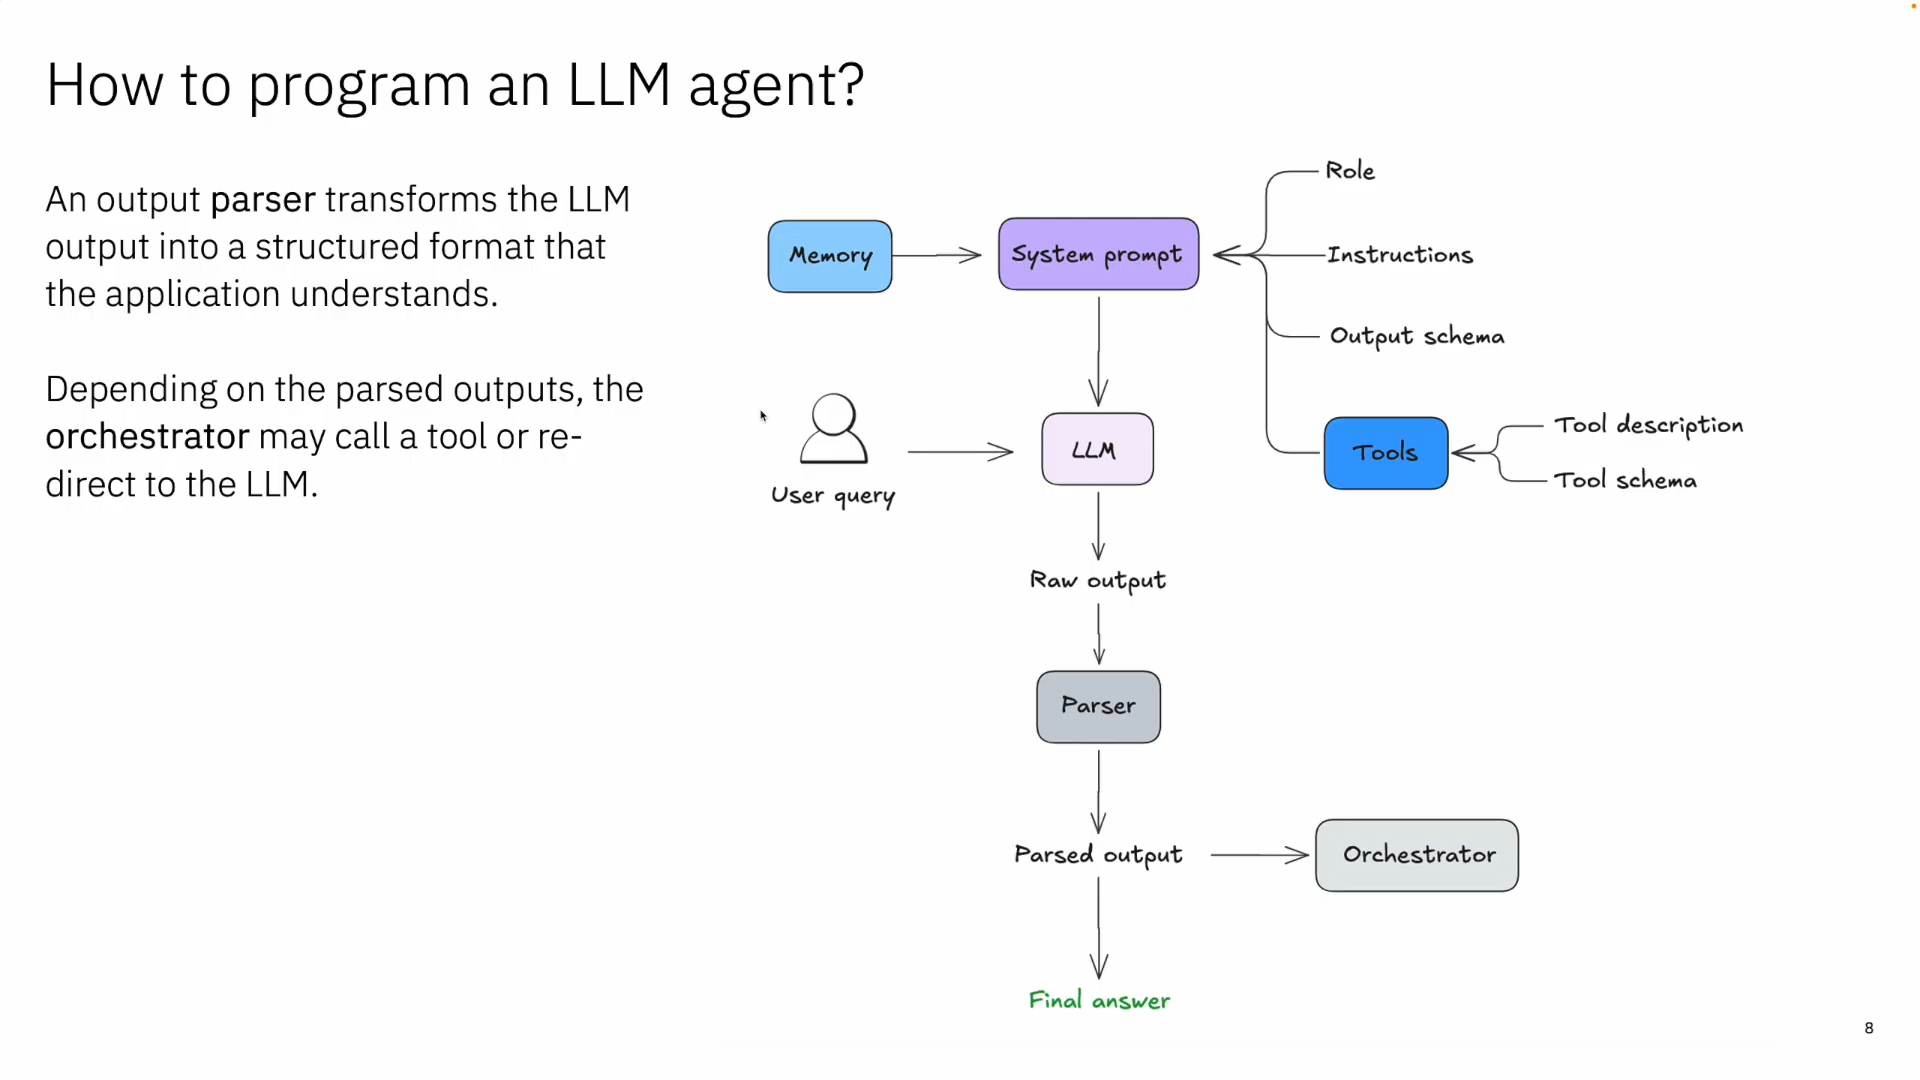 How to program an LLM agent?
An output parser transforms the LLM
output into a structured format that
the application understands.
Depending on the parsed outputs, the
orchestrator may call a tool or re-
direct to the LLM.
Role
Memory
System prompt
Instructions
Output schema
User query
LLM
Tools
Tool description
Tool schema
Raw output
Parser
Parsed output
Orchestrator
Final answer
8